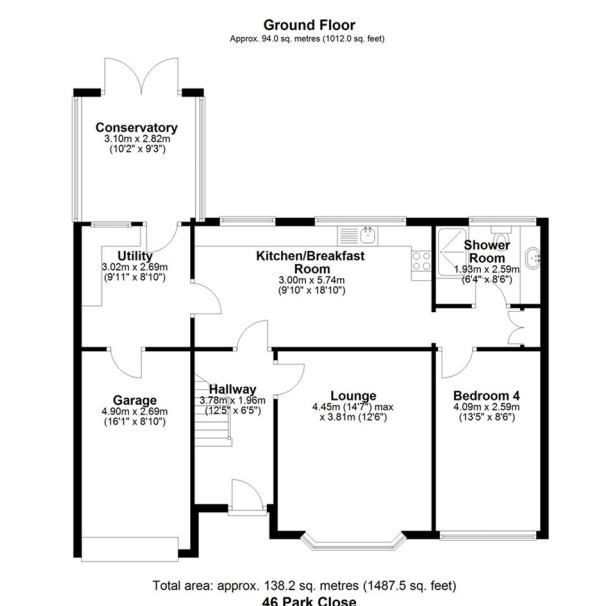 Ground Floor
Approx. 94.0 sq. metres (1012.0 sq. feet)
Conservatory
3.10m x 2.82m
(10'2" x 9'3")
Utility
3.02m x 2.69m
(9'11" x 8'10")
Kitchen/Breakfast
Room
3.00m x 5.74m
(9'10" x 18'10")
Shower
Room
1.93m x 2.59m
(6'4" x 8'6")
Garage
4.90m x 2.69m
(16'1" x 8'10")
Hallway
3.78m x 1.96m
(12'5" x 6'5")
Lounge
4.45m (14'7") max
x 3.81m (12'6")
Bedroom 4
4.09m x 2.59m
(13'5" x 8'6")
Total area: approx. 138.2 sq. metres (1487.5 sq. feet)
46 Park Close